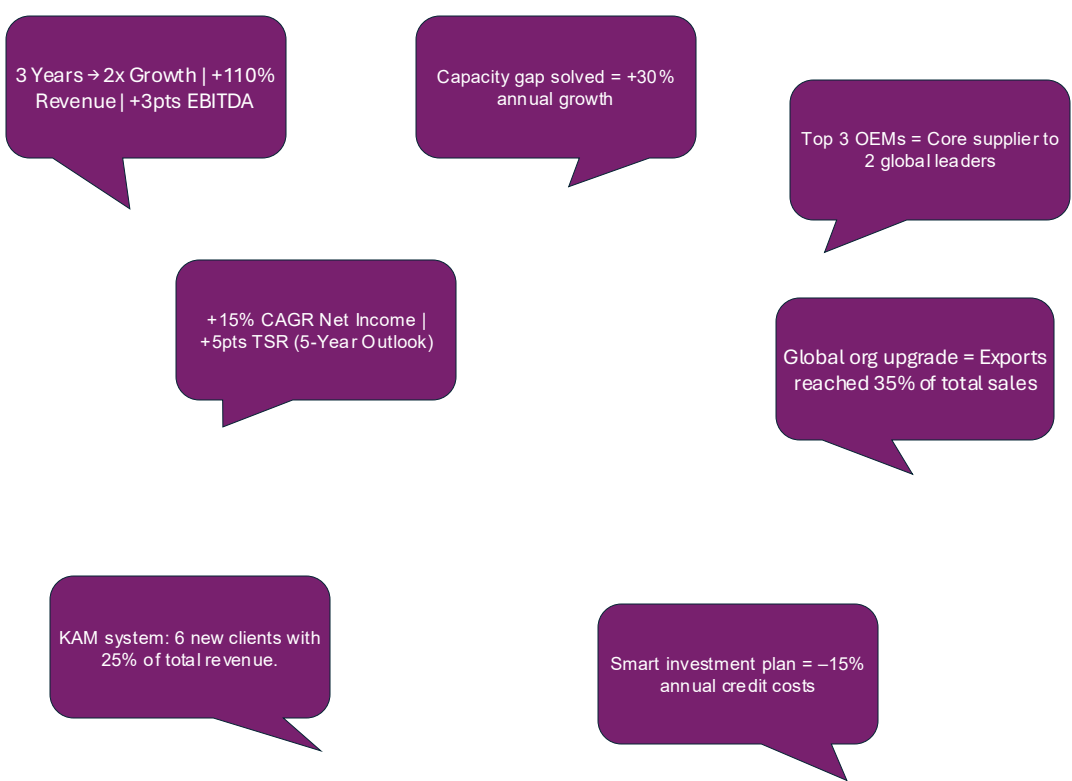 3 Years → 2x Growth | +110%
Revenue | +3pts EBITDA
Capacity gap solved = +30%
annual growth
Top 3 OEMs = Core supplier to
2 global leaders
+15% CAGR Net Income |
+5pts TSR (5-Year Outlook)
Global org upgrade = Exports
reached 35% of total sales
KAM system: 6 new clients with
25% of total revenue.
Smart investment plan = –15%
annual credit costs